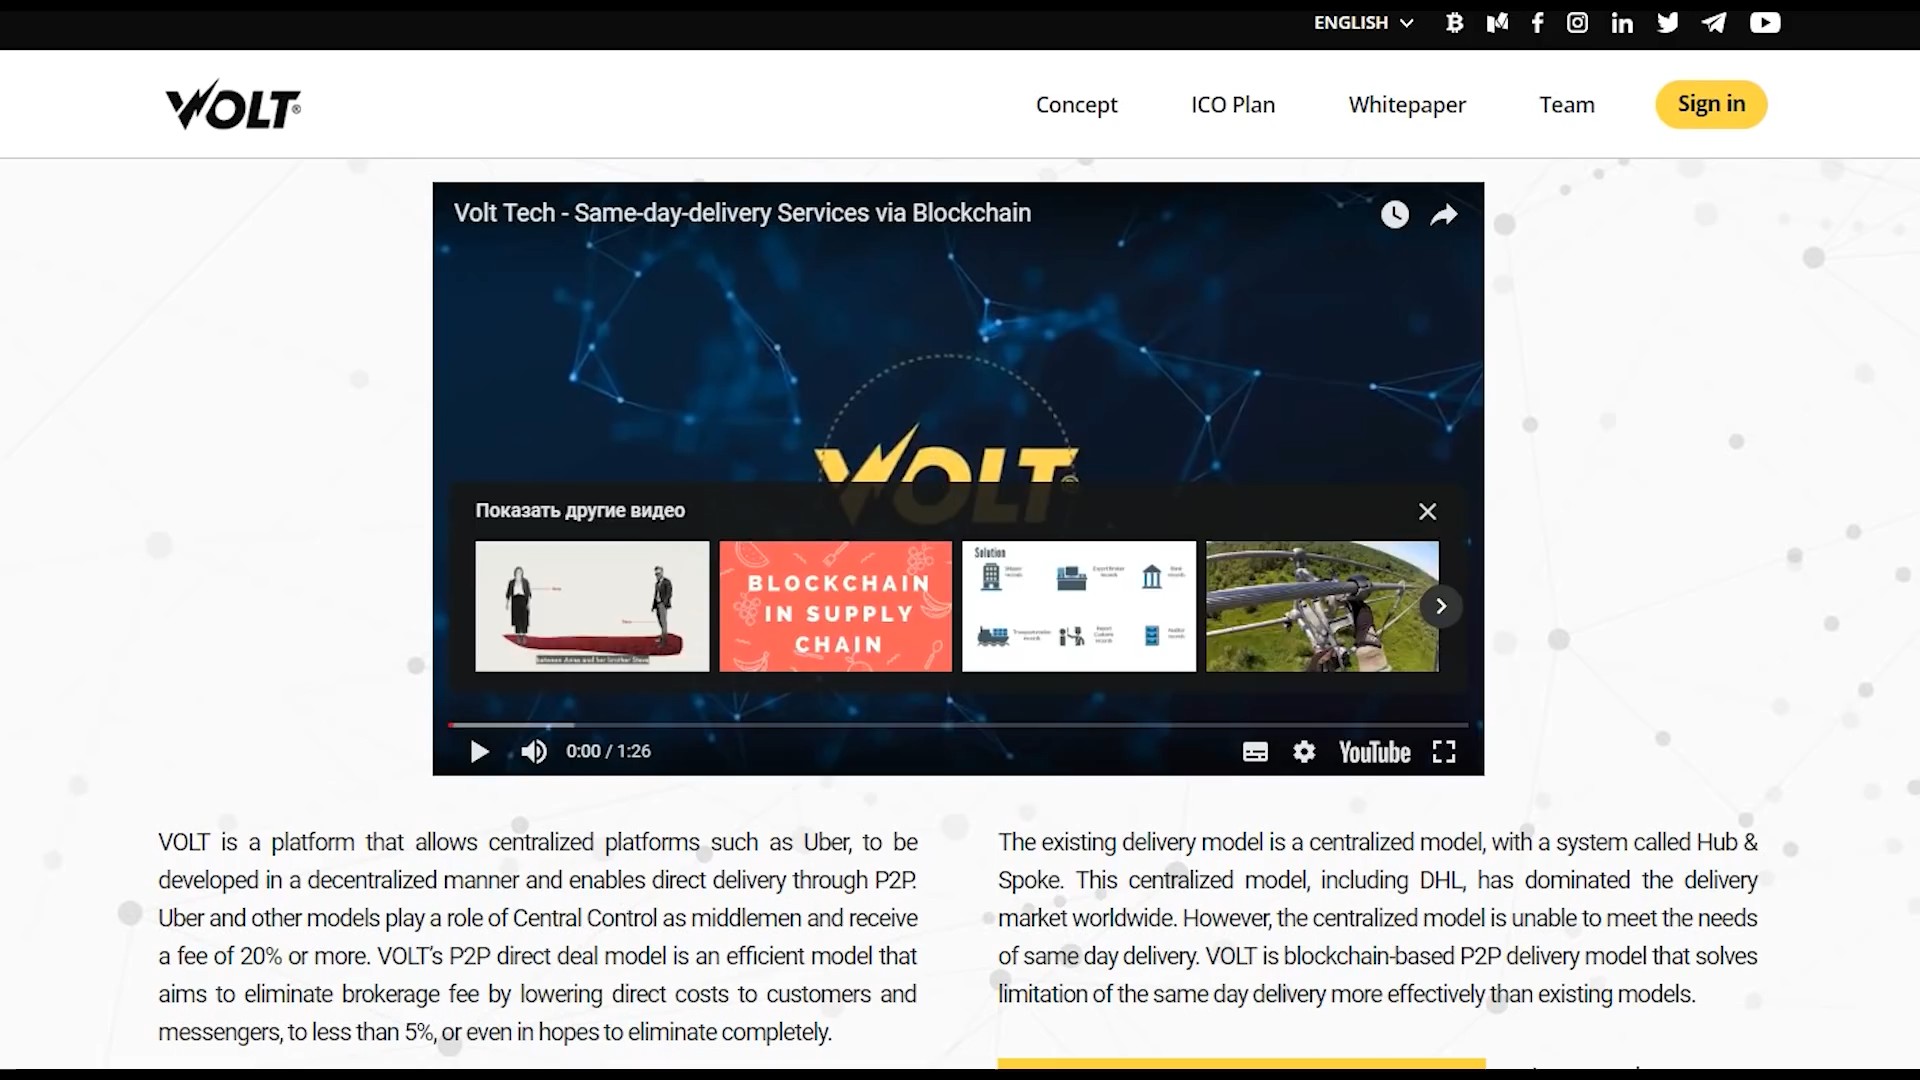 ENGLISH
VOLT®
Concept
ICO Plan
Whitepaper
Team
Sign in
Volt Tech - Same-day-delivery Services via Blockchain
VOLT
Показать другие видео
BLOCKCHAIN
IN SUPPLY
CHAIN
Solution
0:00 / 1:26
YouTube
VOLT is a platform that allows centralized platforms such as Uber, to be
developed in a decentralized manner and enables direct delivery through P2P.
Uber and other models play a role of Central Control as middlemen and receive
a fee of 20% or more. VOLT’s P2P direct deal model is an efficient model that
aims to eliminate brokerage fee by lowering direct costs to customers and
messengers, to less than 5%, or even in hopes to eliminate completely.
The existing delivery model is a centralized model, with a system called Hub &
Spoke. This centralized model, including DHL, has dominated the delivery
market worldwide. However, the centralized model is unable to meet the needs
of same day delivery. VOLT is blockchain-based P2P delivery model that solves
limitation of the same day delivery more effectively than existing models.